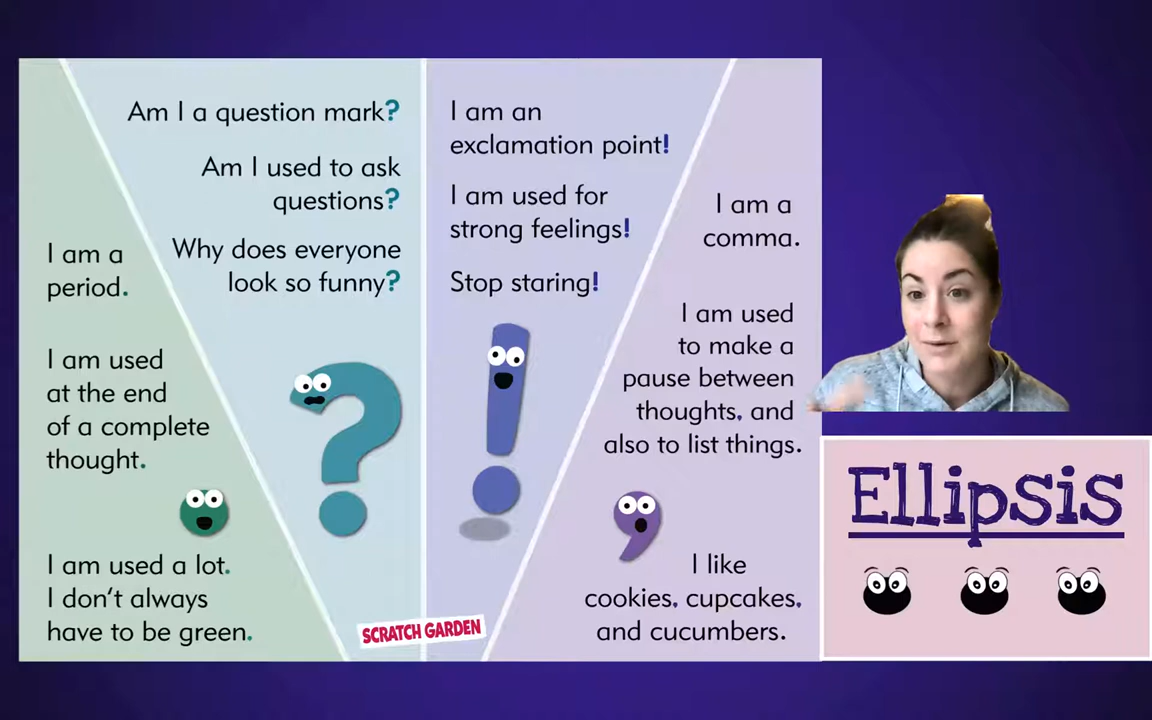 I am a
period.
I am used
at the end
of a complete
thought.
I am used a lot.
I don't always
have to be green.
Am I a question mark?
Am I used to ask
questions?
Why does everyone
look so funny?
I am an
exclamation point!
I am used for
strong feelings!
Stop staring!
I am a
comma.
I am used
to make a
pause between
thoughts, and
also to list things.
I like
cookies, cupcakes,
and cucumbers.
SCRATCH GARDEN
Ellipsis